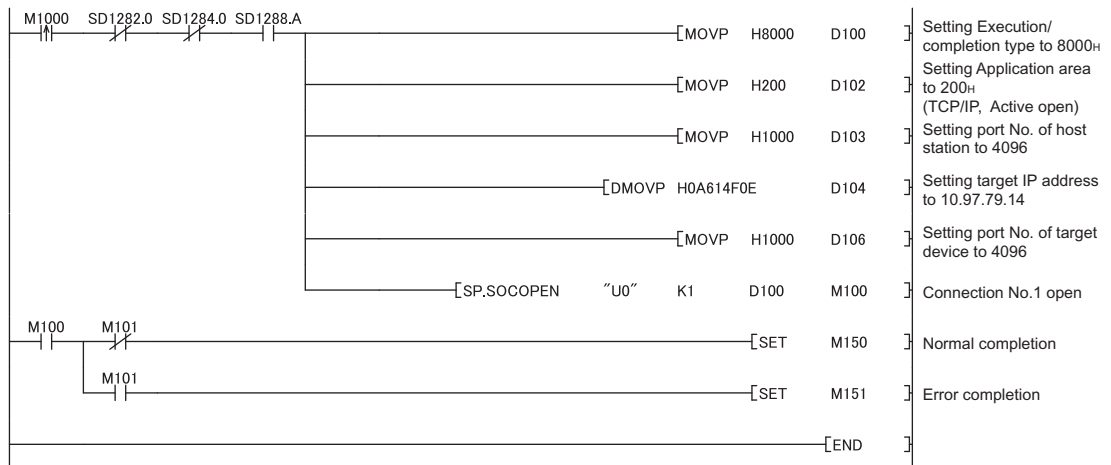 M1000 SD1282.0 SD1284.0 SD1288.A
[MOVP H8000 D100 ] Setting Execution/
completion type to 8000H
[MOVP H200 D102 ] Setting Application area
to 200H
(TCP/IP, Active open)
[MOVP H1000 D103 ] Setting port No. of host
station to 4096
[DMOVP H0A614F0E D104 ] Setting target IP address
to 10.97.79.14
[MOVP H1000 D106 ] Setting port No. of target
device to 4096
[SP.SOCOPEN "U0" K1 D100 M100 ] Connection No.1 open
M100 M101
[SET M150 ] Normal completion
M101
[SET M151 ] Error completion
[END ]